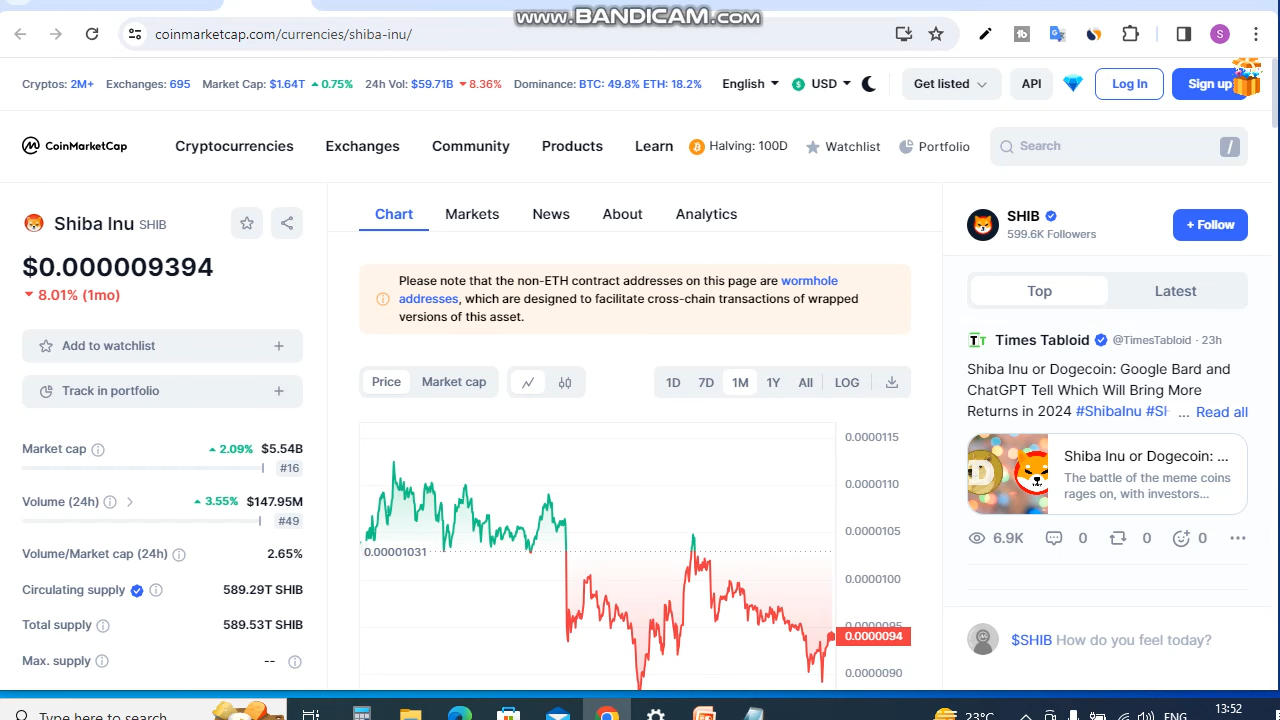 www.BANDICAM.com
coinmarketcap.com/currencies/shiba-inu/
S
Cryptos: 2M+ Exchanges: 695 Market Cap: $1.64T 0.75% 24h Vol: $59.71B 8.36% Dominance: BTC: 49.8% ETH: 18.2% English USD Get listed API Log In Sign up
CoinMarketCap Cryptocurrencies Exchanges Community Products Learn Halving: 100D Watchlist Portfolio Search /
Shiba Inu SHIB
$0.000009394
8.01% (1mo)
Add to watchlist +
Track in portfolio +
Market cap 2.09% $5.54B
#16
Volume (24h) 3.55% $147.95M
#49
Volume/Market cap (24h) 2.65%
Circulating supply 589.29T SHIB
Total supply 589.53T SHIB
Max. supply --
Chart Markets News About Analytics
Please note that the non-ETH contract addresses on this page are wormhole
addresses, which are designed to facilitate cross-chain transactions of wrapped
versions of this asset.
Price Market cap 1D 7D 1M 1Y All LOG
0.0000115
0.0000110
0.0000105
0.00001031
0.0000100
0.0000095
0.0000094
0.0000090
SHIB
599.6K Followers
+ Follow
Top Latest
Times Tabloid @TimesTabloid · 23h
Shiba Inu or Dogecoin: Google Bard and
ChatGPT Tell Which Will Bring More
Returns in 2024 #ShibaInu #SH ... Read all
Shiba Inu or Dogecoin: ...
The battle of the meme coins
rages on, with investors...
6.9K 0 0 0
$SHIB How do you feel today?
Type here to search
23°C
13:52